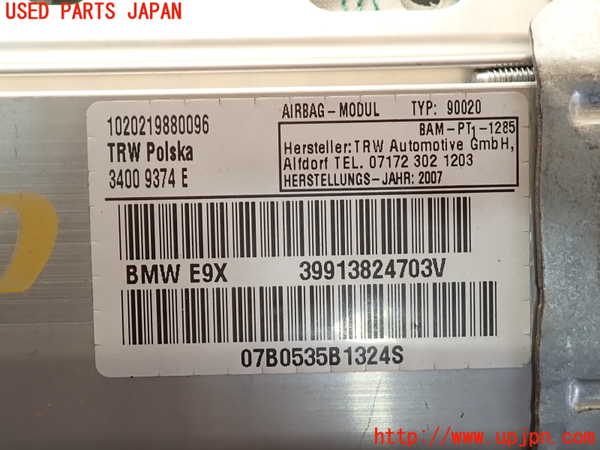 USED PARTS JAPAN
1020219880096
TRW Polska
3400 9374 E
AIRBAG-MODUL TYP: 90020
BAM-PT1-1285
Hersteller: TRW Automotive GmbH,
Alfdorf TEL. 07172 302 1203
HERSTELLUNGS-JAHR: 2007
BMW E9X 39913824703V
07B0535B1324S
http://www.upjpn.com/